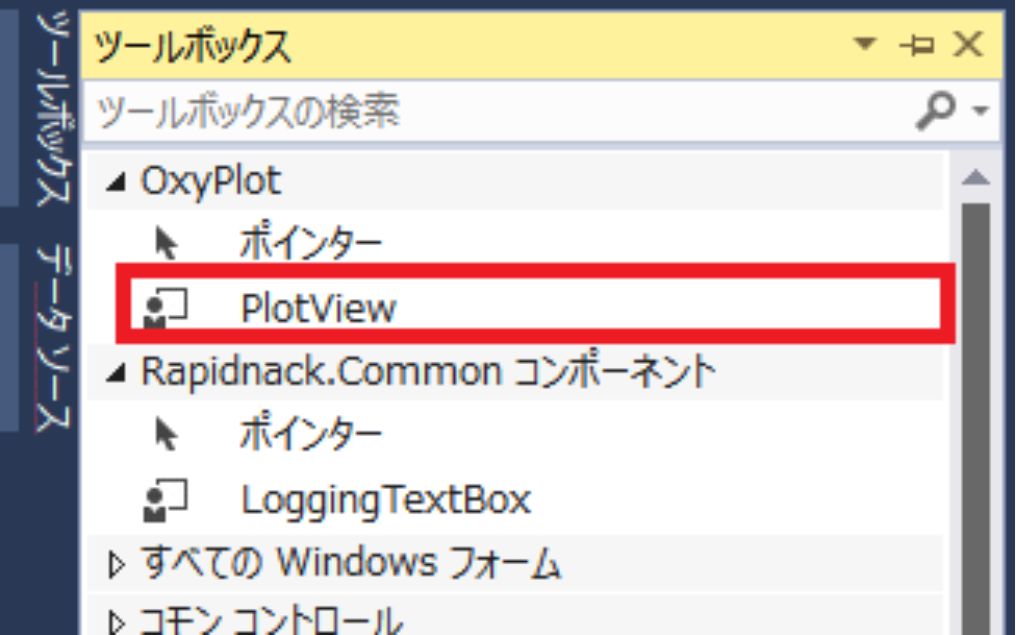 ツールボックス
データ ソース
ツールボックス
ツールボックスの検索
OxyPlot
ポインター
PlotView
Rapidnack.Common コンポーネント
ポインター
LoggingTextBox
すべての Windows フォーム
コモン コントロール